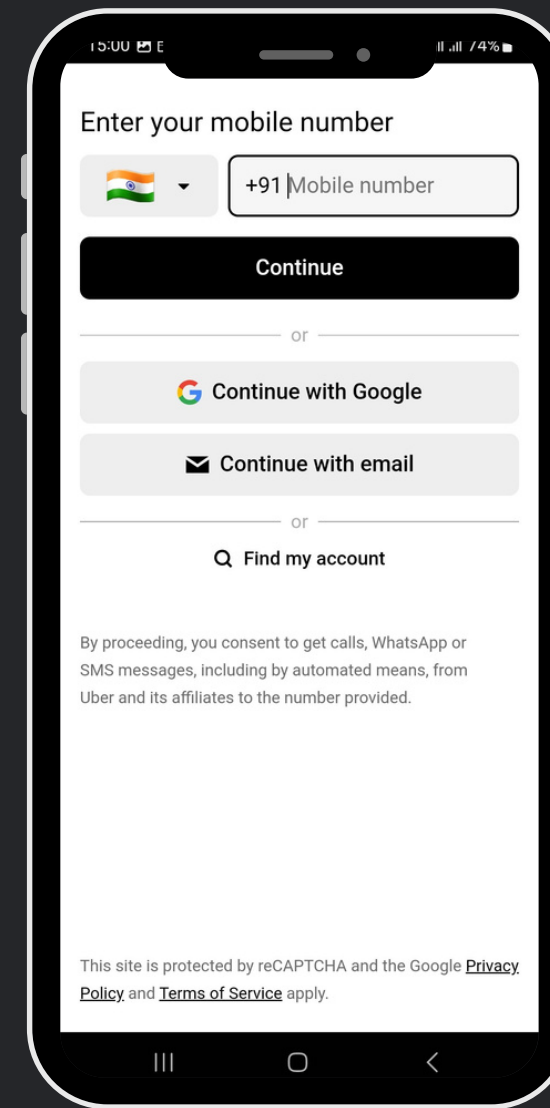 Enter your mobile number
+91 Mobile number
Continue
or
Continue with Google
Continue with email
or
Find my account
By proceeding, you consent to get calls, WhatsApp or
SMS messages, including by automated means, from
Uber and its affiliates to the number provided.
This site is protected by reCAPTCHA and the Google Privacy
Policy and Terms of Service apply.